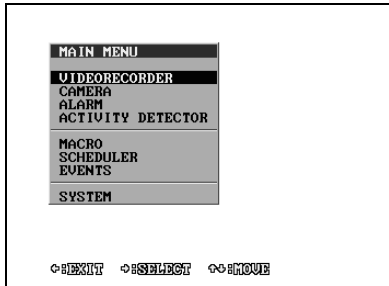 MAIN MENU
VIDEORECORDER
CAMERA
ALARM
ACTIVITY DETECTOR
MACRO
SCHEDULER
EVENTS
SYSTEM
⇦:EXIT ⇨:SELECT ⇧⇩:MOVE